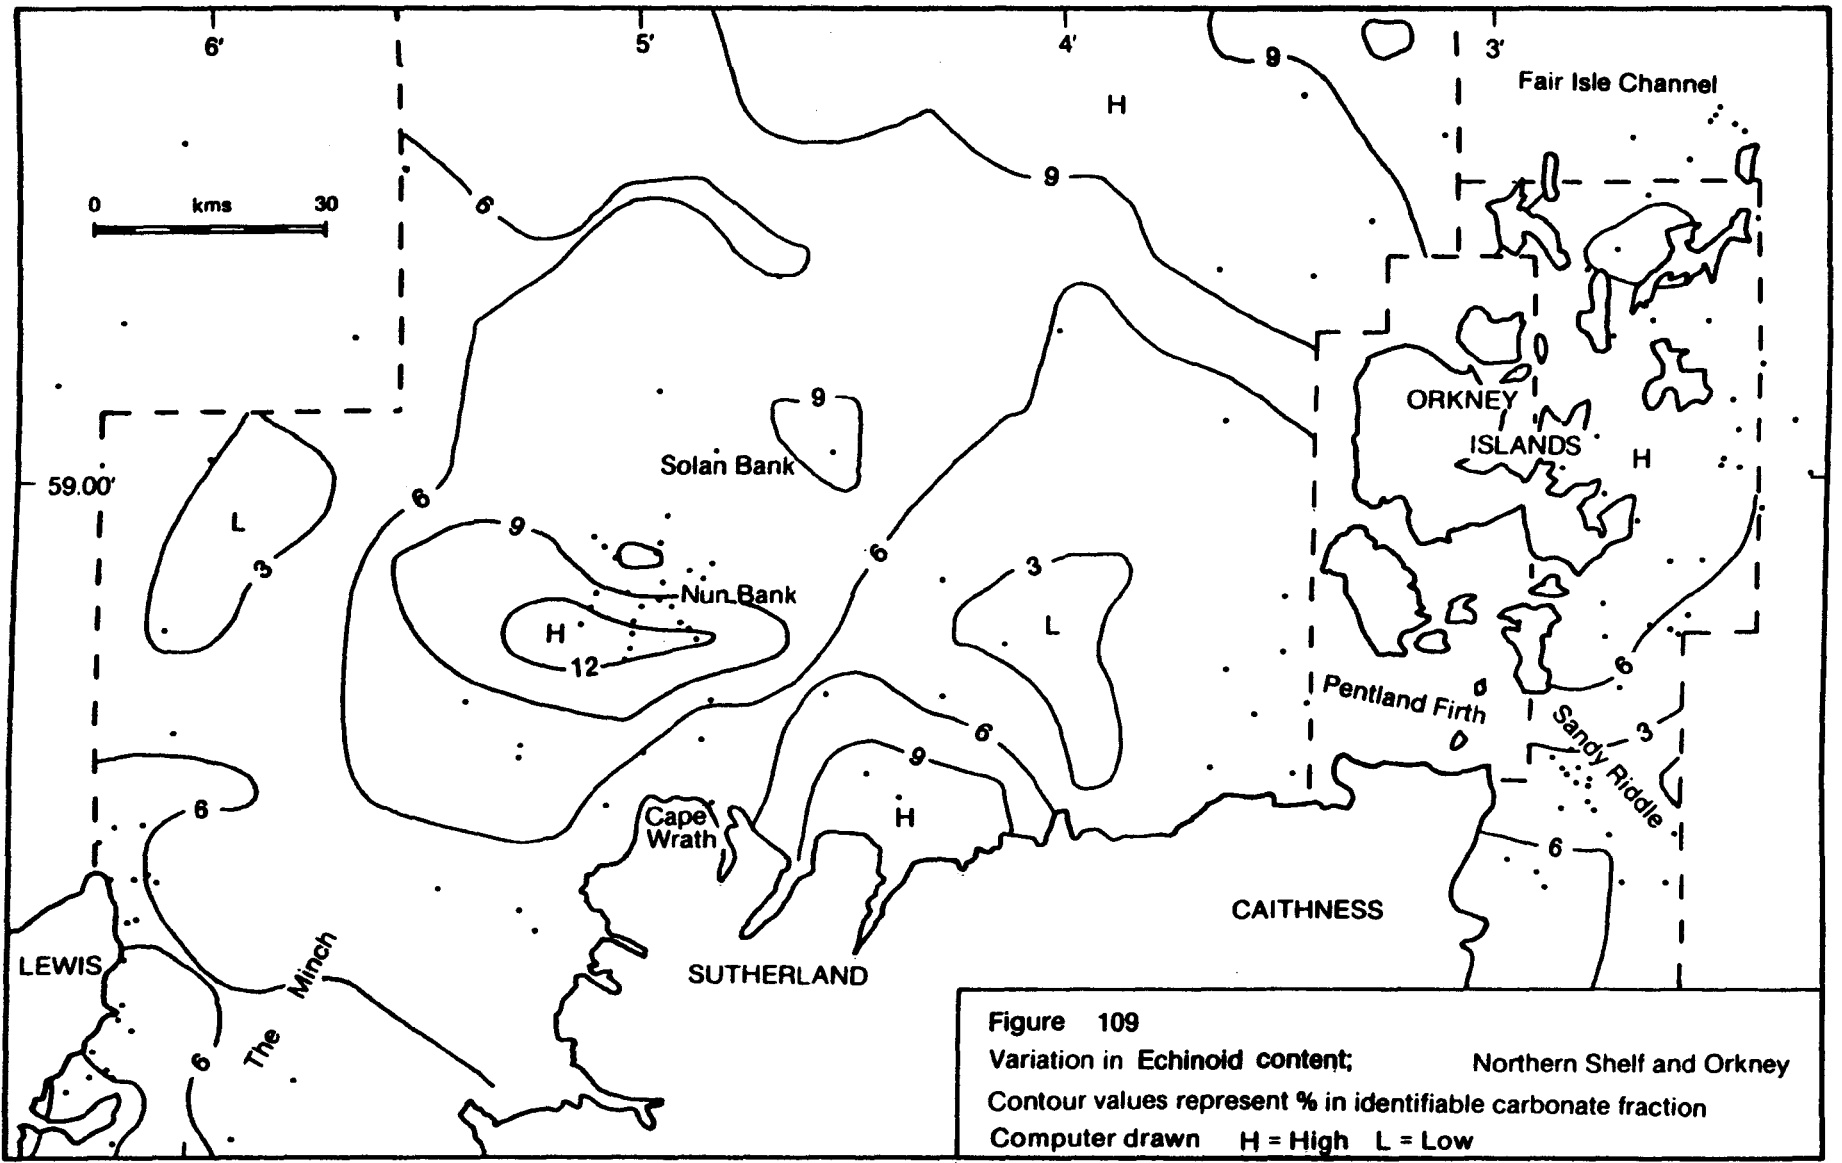 6' 5' 4' 3'
9
Fair Isle Channel
H
9
6
0 kms 30
9
ORKNEY
ISLANDS
H
Solan Bank
59.00'
6
L
9
3
6
3
Nun Bank
H
L
12
6
Pentland Firth
Sandy Riddle
6
3
9
6
Cape
Wrath
H
6
CAITHNESS
LEWIS
The Minch
SUTHERLAND
6
Figure 109
Variation in Echinoid content; Northern Shelf and Orkney
Contour values represent % in identifiable carbonate fraction
Computer drawn H = High L = Low